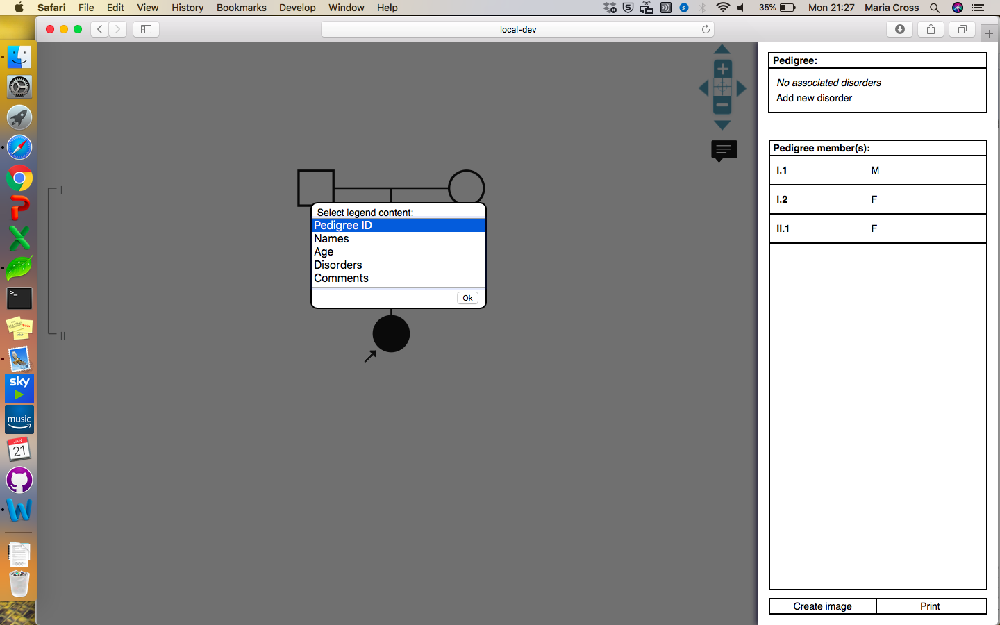 Safari File Edit View History Bookmarks Develop Window Help 35% Mon 21:27 Maria Cross
local-dev
Pedigree:
No associated disorders
Add new disorder
Pedigree member(s):
I.1 M
I.2 F
II.1 F
I
II
Select legend content:
Pedigree ID
Names
Age
Disorders
Comments
Ok
sky
music
JAN
21
Create image Print